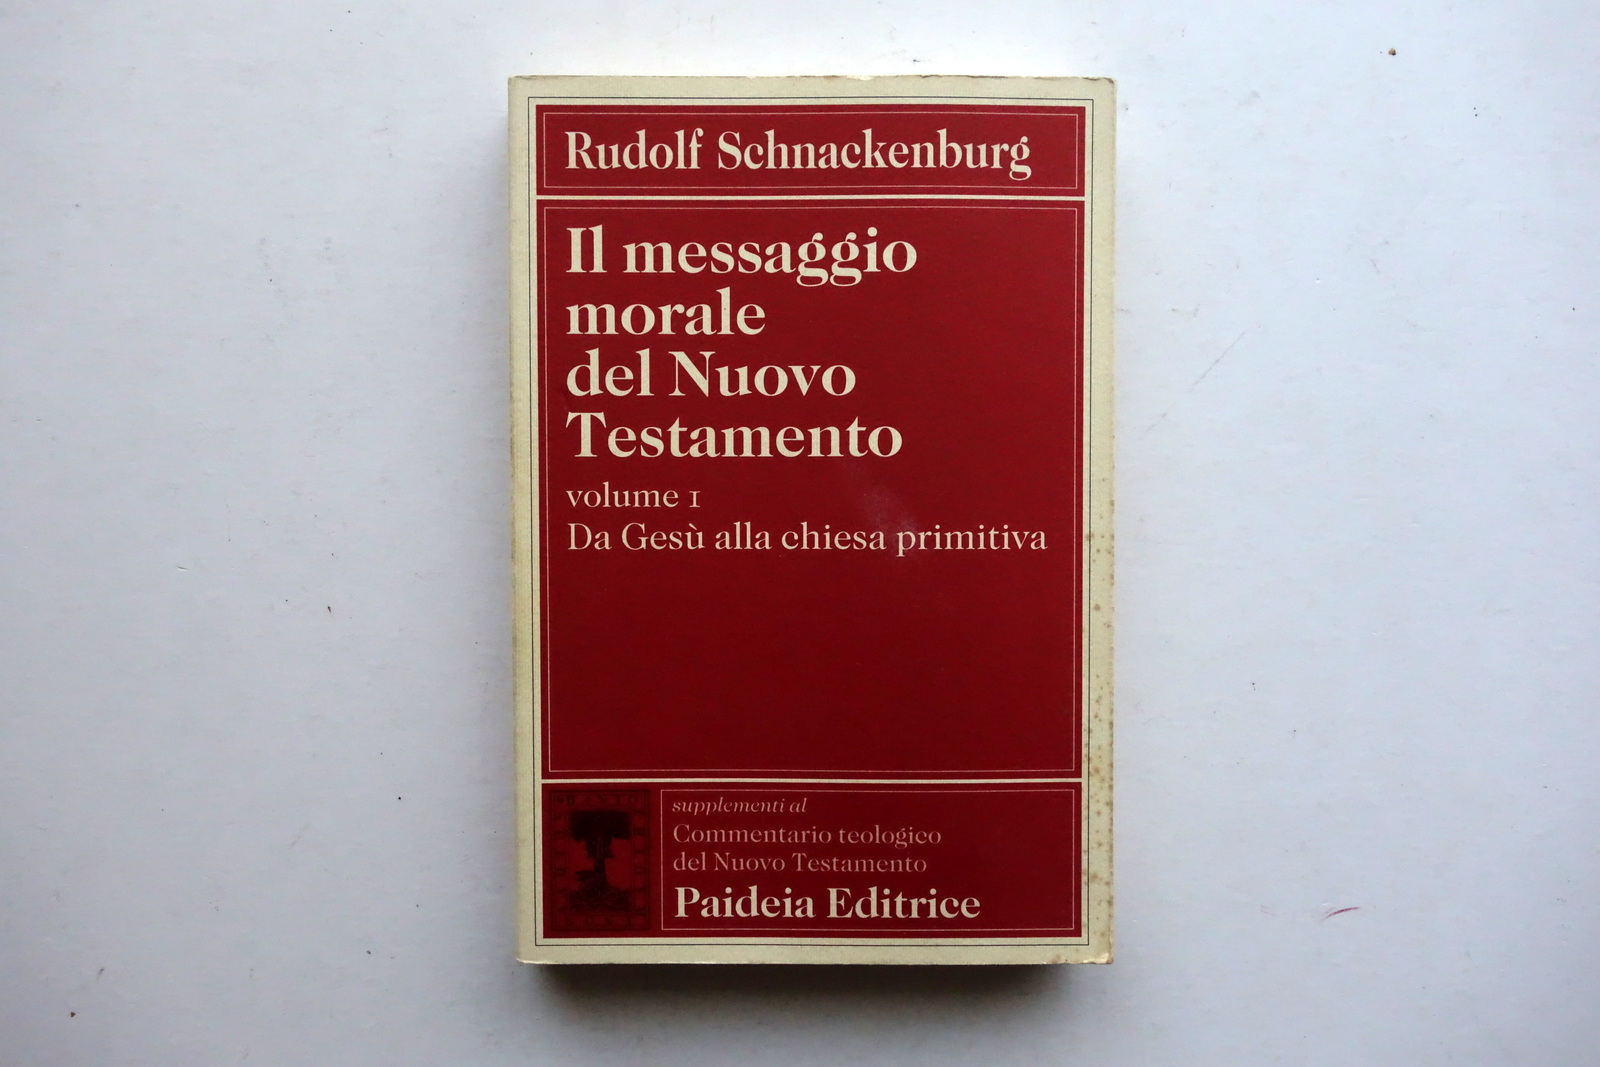 Rudolf Schnackenburg
Il messaggio
morale
del Nuovo
Testamento
volume 1
Da Gesù alla chiesa primitiva
supplementi al
Commentario teologico
del Nuovo Testamento
Paideia Editrice